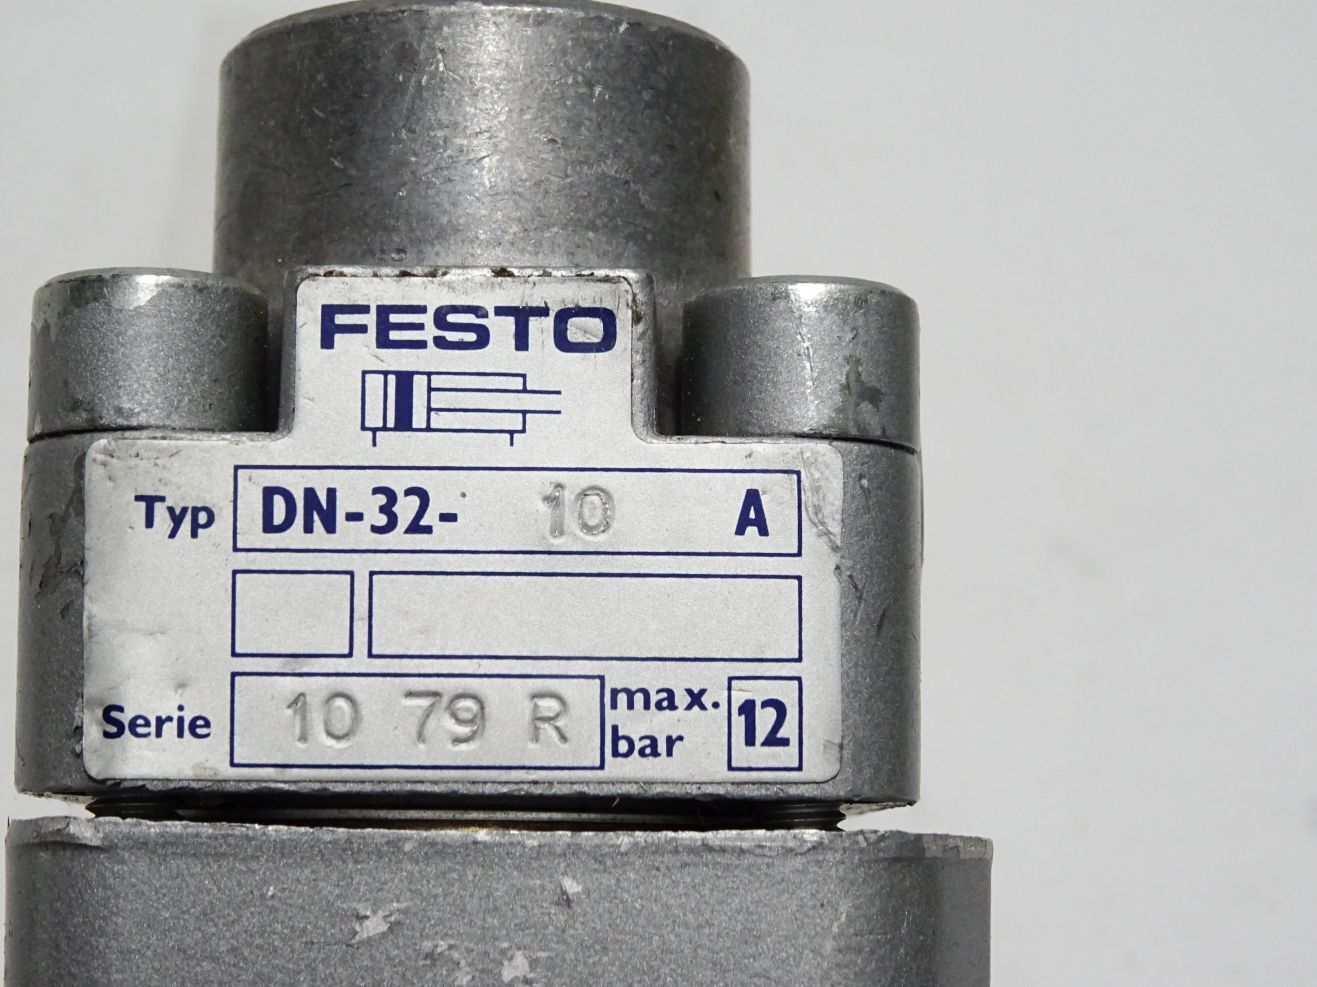 FESTO
Typ DN-32- 10 A
Serie 10 79 R max. bar 12